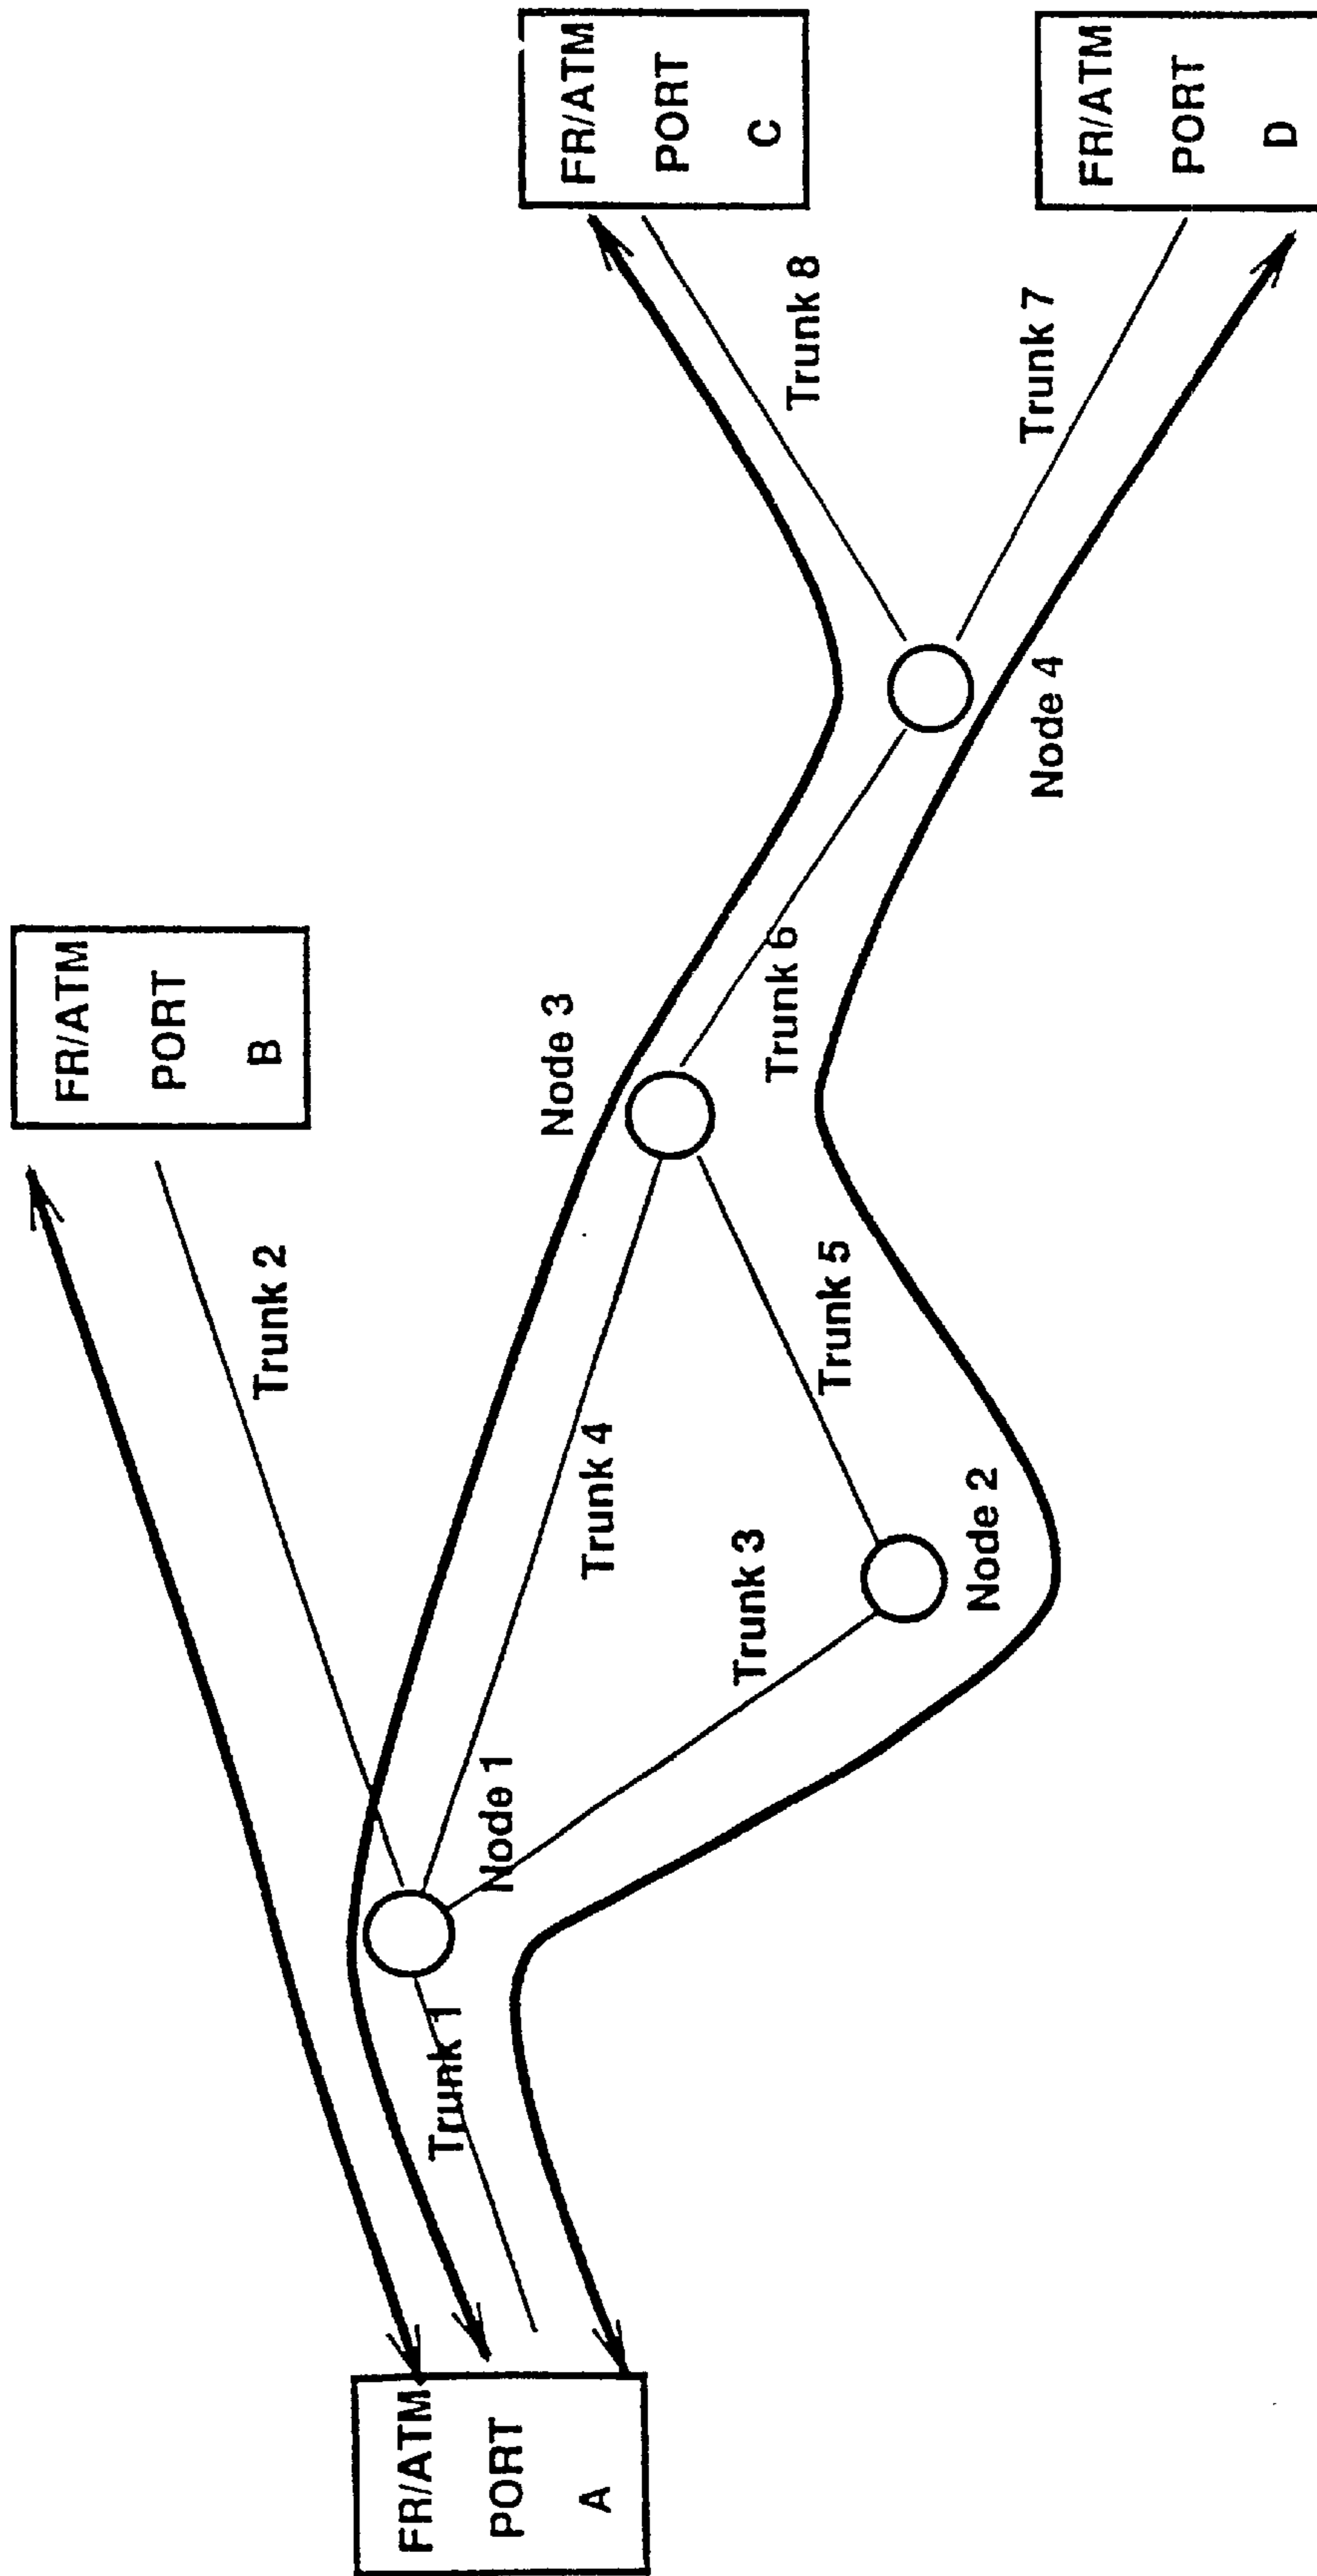 FR/ATM
PORT
A
FR/ATM
PORT
B
FR/ATM
PORT
C
FR/ATM
PORT
D
Trunk 1
Node 1
Trunk 2
Trunk 4
Trunk 3
Node 2
Trunk 5
Node 3
Trunk 6
Node 4
Trunk 8
Trunk 7